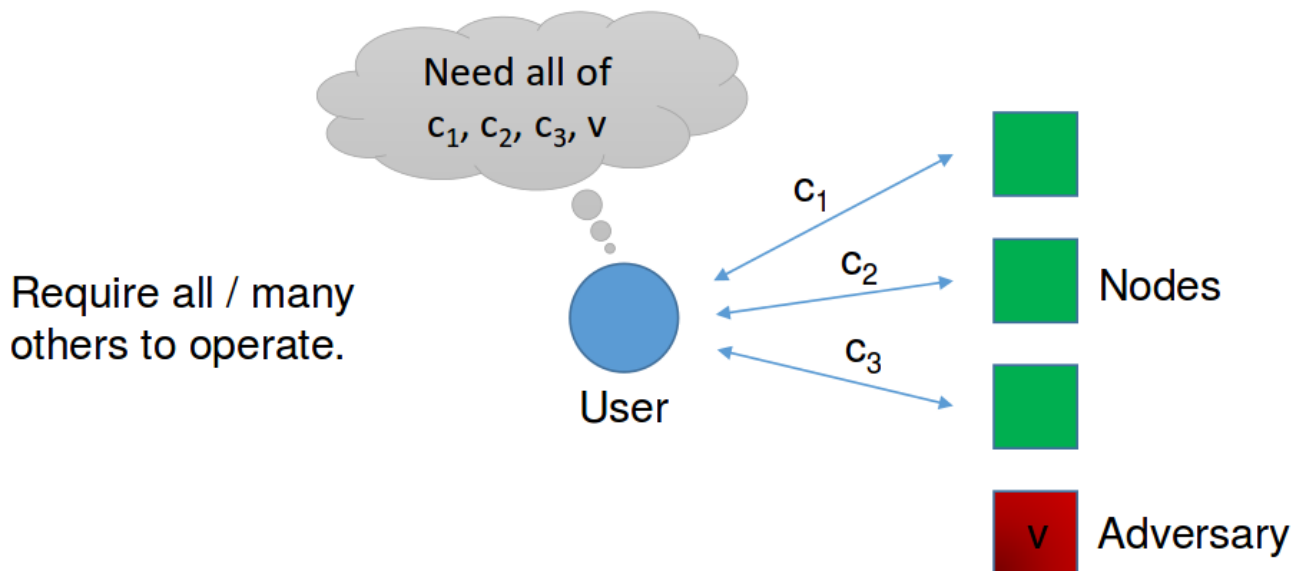 Need all of
c₁, c₂, c₃, v
c₁
c₂
Nodes
Require all / many
others to operate.
c₃
User
v
Adversary